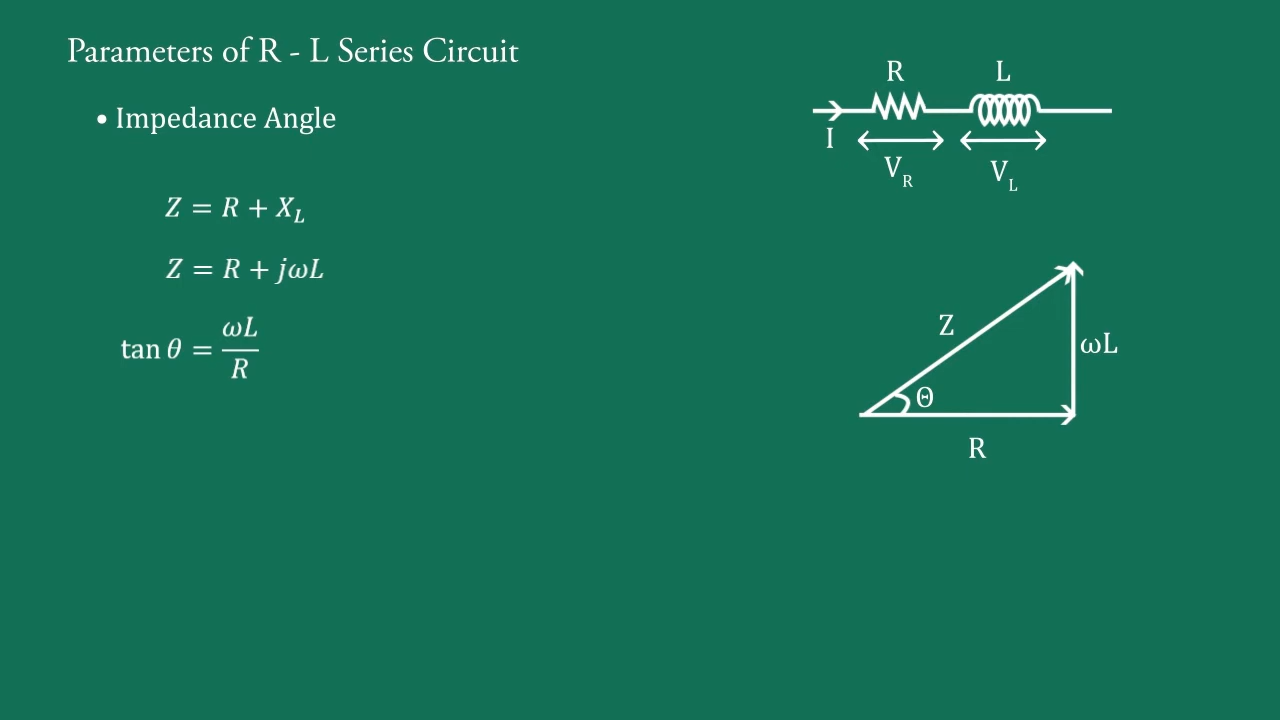 Parameters of R - L Series Circuit
• Impedance Angle
Z = R + X_L
Z = R + jωL
tan θ = ωL/R
R L
I
V_R V_L
Z
ωL
Θ
R